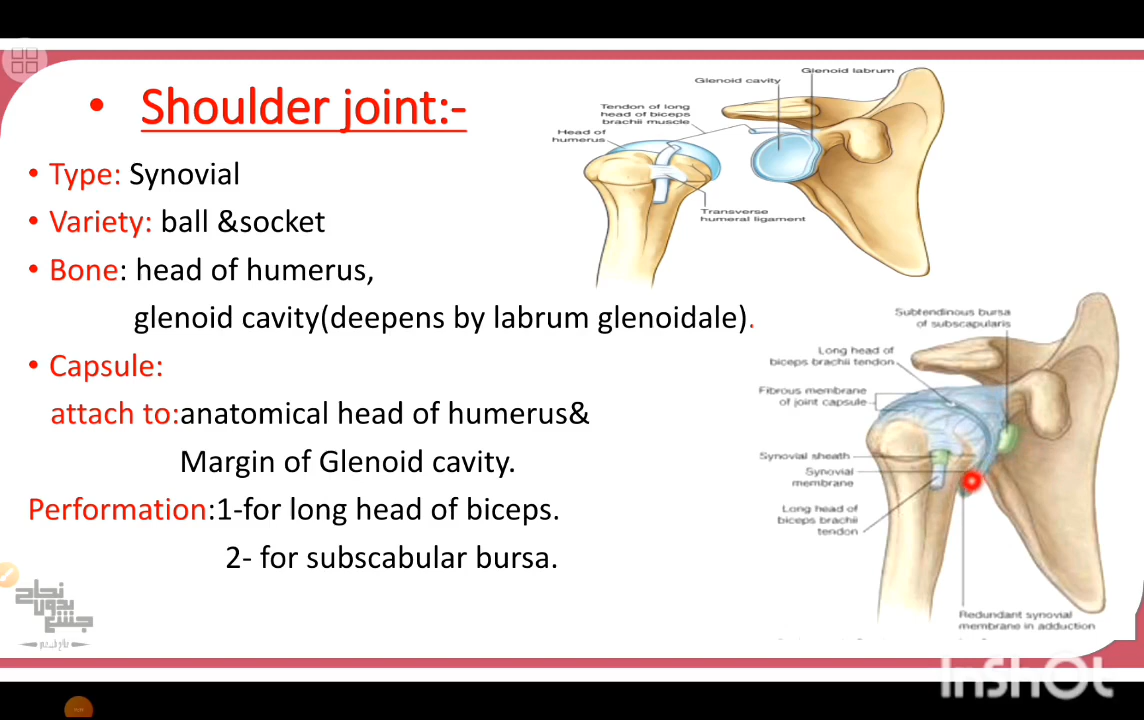 • Shoulder joint:-
• Type: Synovial
• Variety: ball &socket
• Bone: head of humerus,
glenoid cavity(deepens by labrum glenoidale).
• Capsule:
attach to:anatomical head of humerus&
Margin of Glenoid cavity.
Performation:1-for long head of biceps.
2- for subscabular bursa.
Glenoid labrum
Glenoid cavity
Tendon of long
head of biceps
brachii muscle
Head of
humerus
Transverse
humeral ligament
Subtendinous bursa
of subscapularis
Long head of
biceps brachii tendon
Fibrous membrane
of joint capsule
Synovial sheath
Synovial
membrane
Long head of
biceps brachii
tendon
Redundant synovial
membrane in adduction
نجاح
بدون
جشع
InShOt